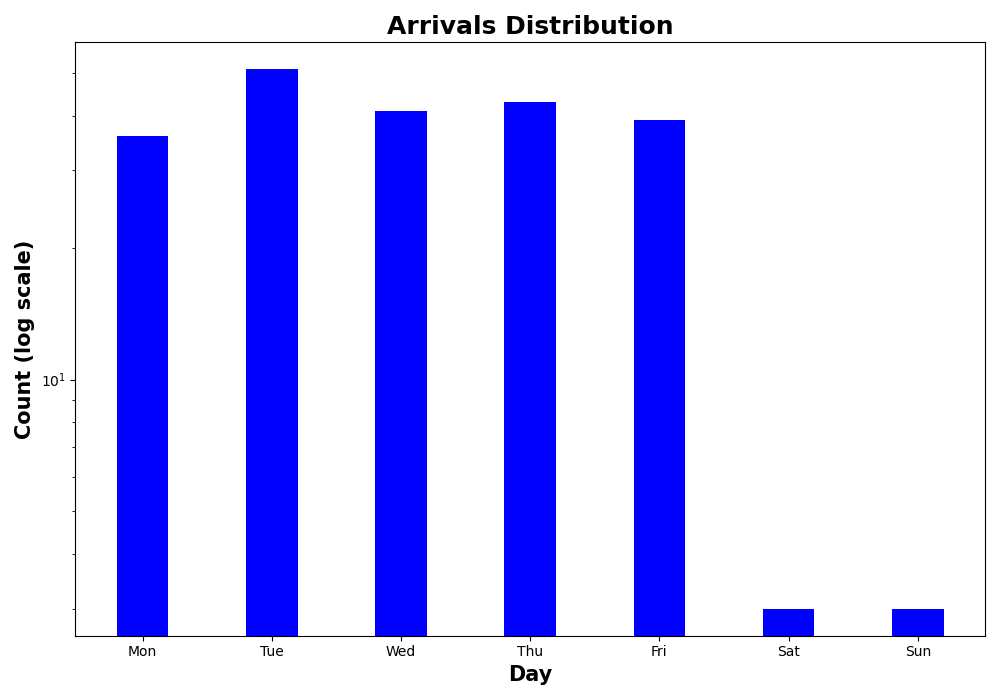 Arrivals Distribution
Count (log scale)
10¹
Mon Tue Wed Thu Fri Sat Sun
Day